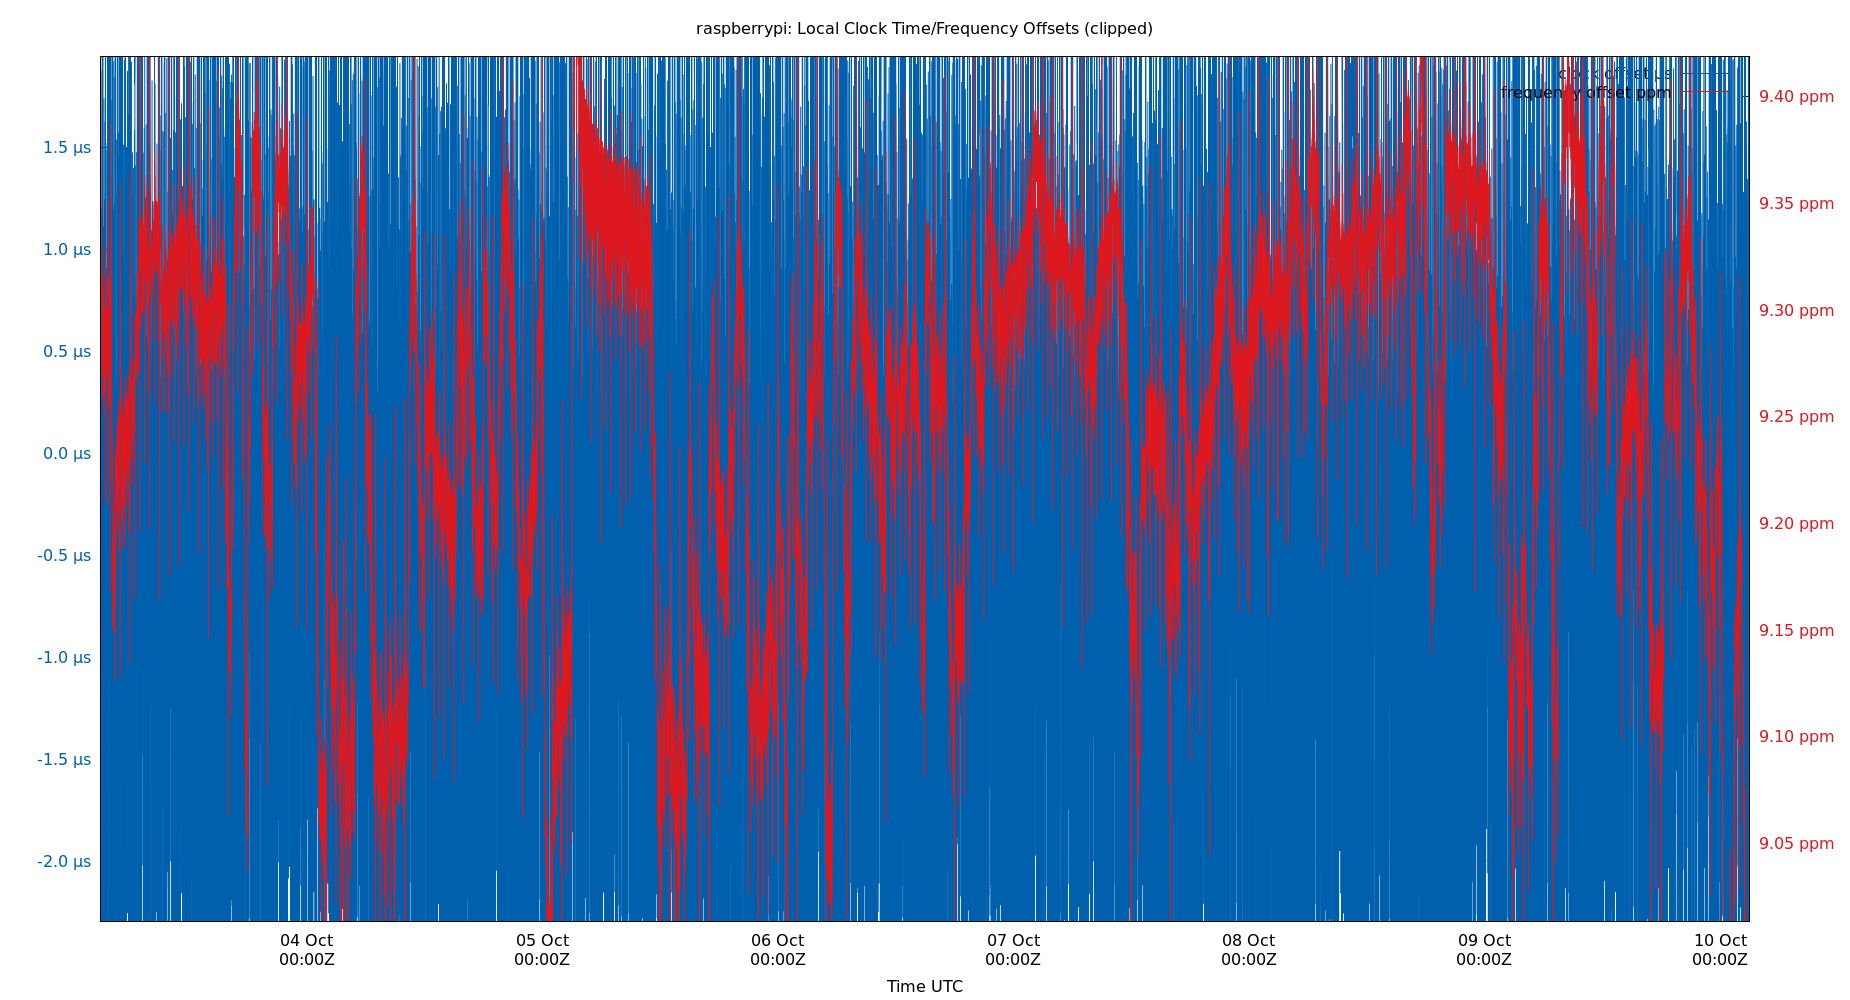 raspberrypi: Local Clock Time/Frequency Offsets (clipped)
clock offset µs
frequency offset ppm
1.5 µs
1.0 µs
0.5 µs
0.0 µs
-0.5 µs
-1.0 µs
-1.5 µs
-2.0 µs
9.40 ppm
9.35 ppm
9.30 ppm
9.25 ppm
9.20 ppm
9.15 ppm
9.10 ppm
9.05 ppm
04 Oct 05 Oct 06 Oct 07 Oct 08 Oct 09 Oct 10 Oct
00:00Z 00:00Z 00:00Z 00:00Z 00:00Z 00:00Z 00:00Z
Time UTC